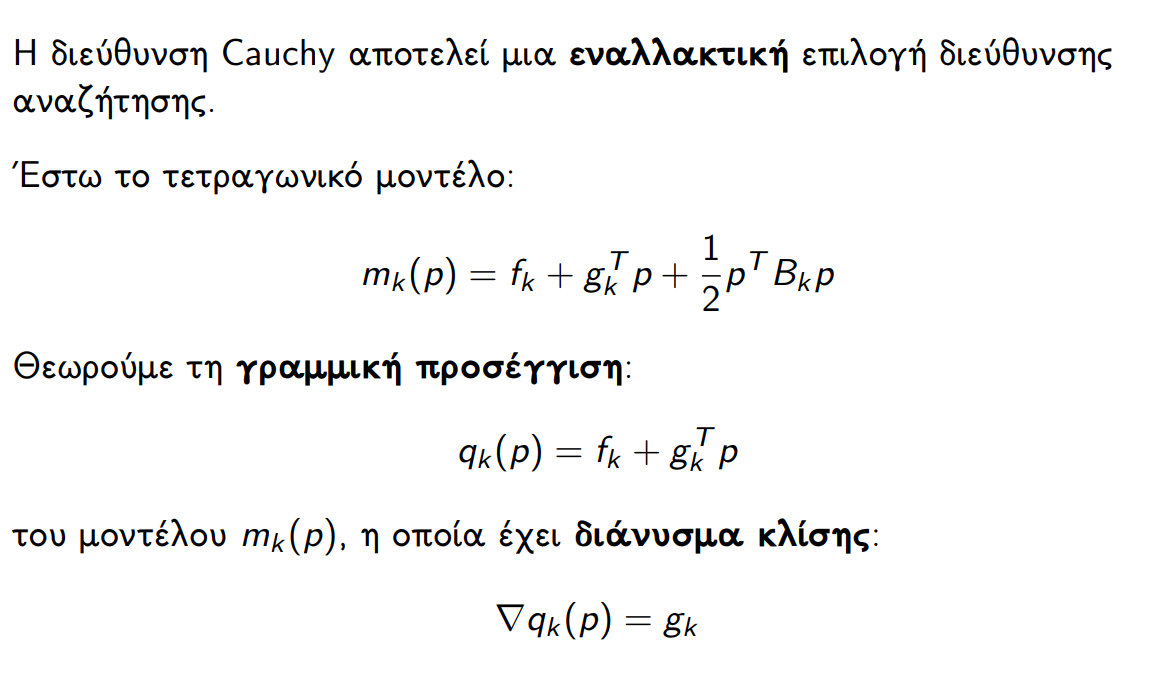 Η διεύθυνση Cauchy αποτελεί μια εναλλακτική επιλογή διεύθυνσης
αναζήτησης.
Έστω το τετραγωνικό μοντέλο:
m_k(p) = f_k + g_k^T p + \frac{1}{2} p^T B_k p
Θεωρούμε τη γραμμική προσέγγιση:
q_k(p) = f_k + g_k^T p
του μοντέλου m_k(p), η οποία έχει διάνυσμα κλίσης:
∇q_k(p) = g_k